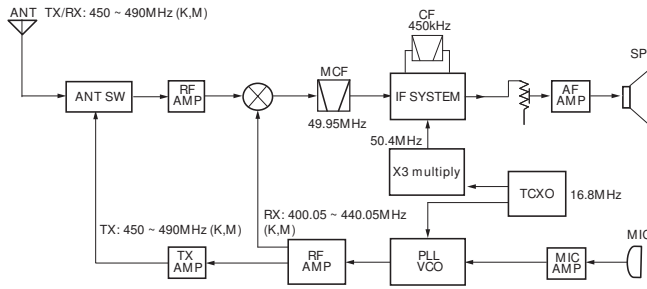 ANT TX/RX: 450 ~ 490MHz (K,M)
CF
450kHz
SP
MCF
ANT SW
RF
AMP
IF SYSTEM
AF
AMP
49.95MHz
50.4MHz
X3 multiply
TCXO
16.8MHz
RX: 400.05 ~ 440.05MHz
(K,M)
TX: 450 ~ 490MHz (K,M)
MIC
TX
AMP
RF
AMP
PLL
VCO
MIC
AMP